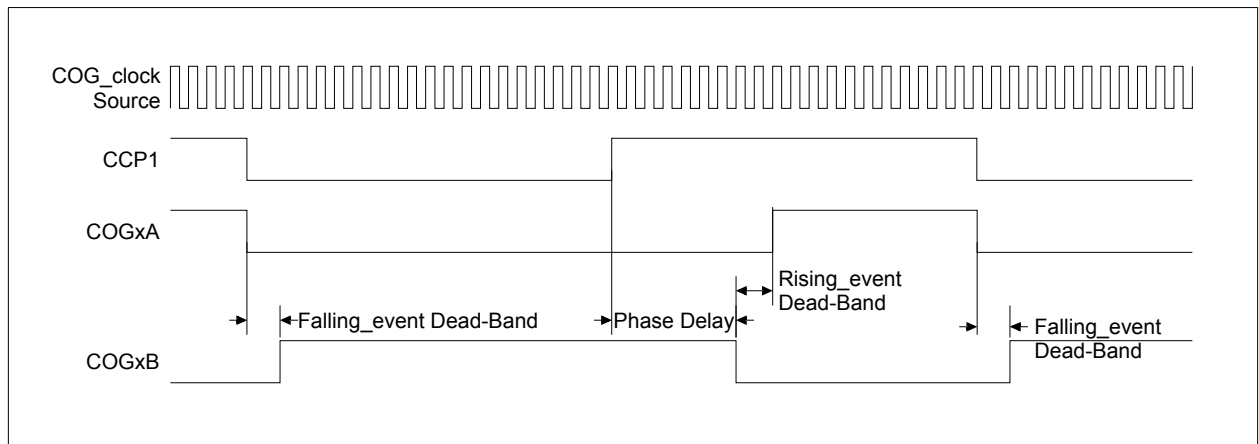 COG_clock
Source
CCP1
COGxA
Rising_event
Dead-Band
Falling_event Dead-Band
Phase Delay
Falling_event
Dead-Band
COGxB